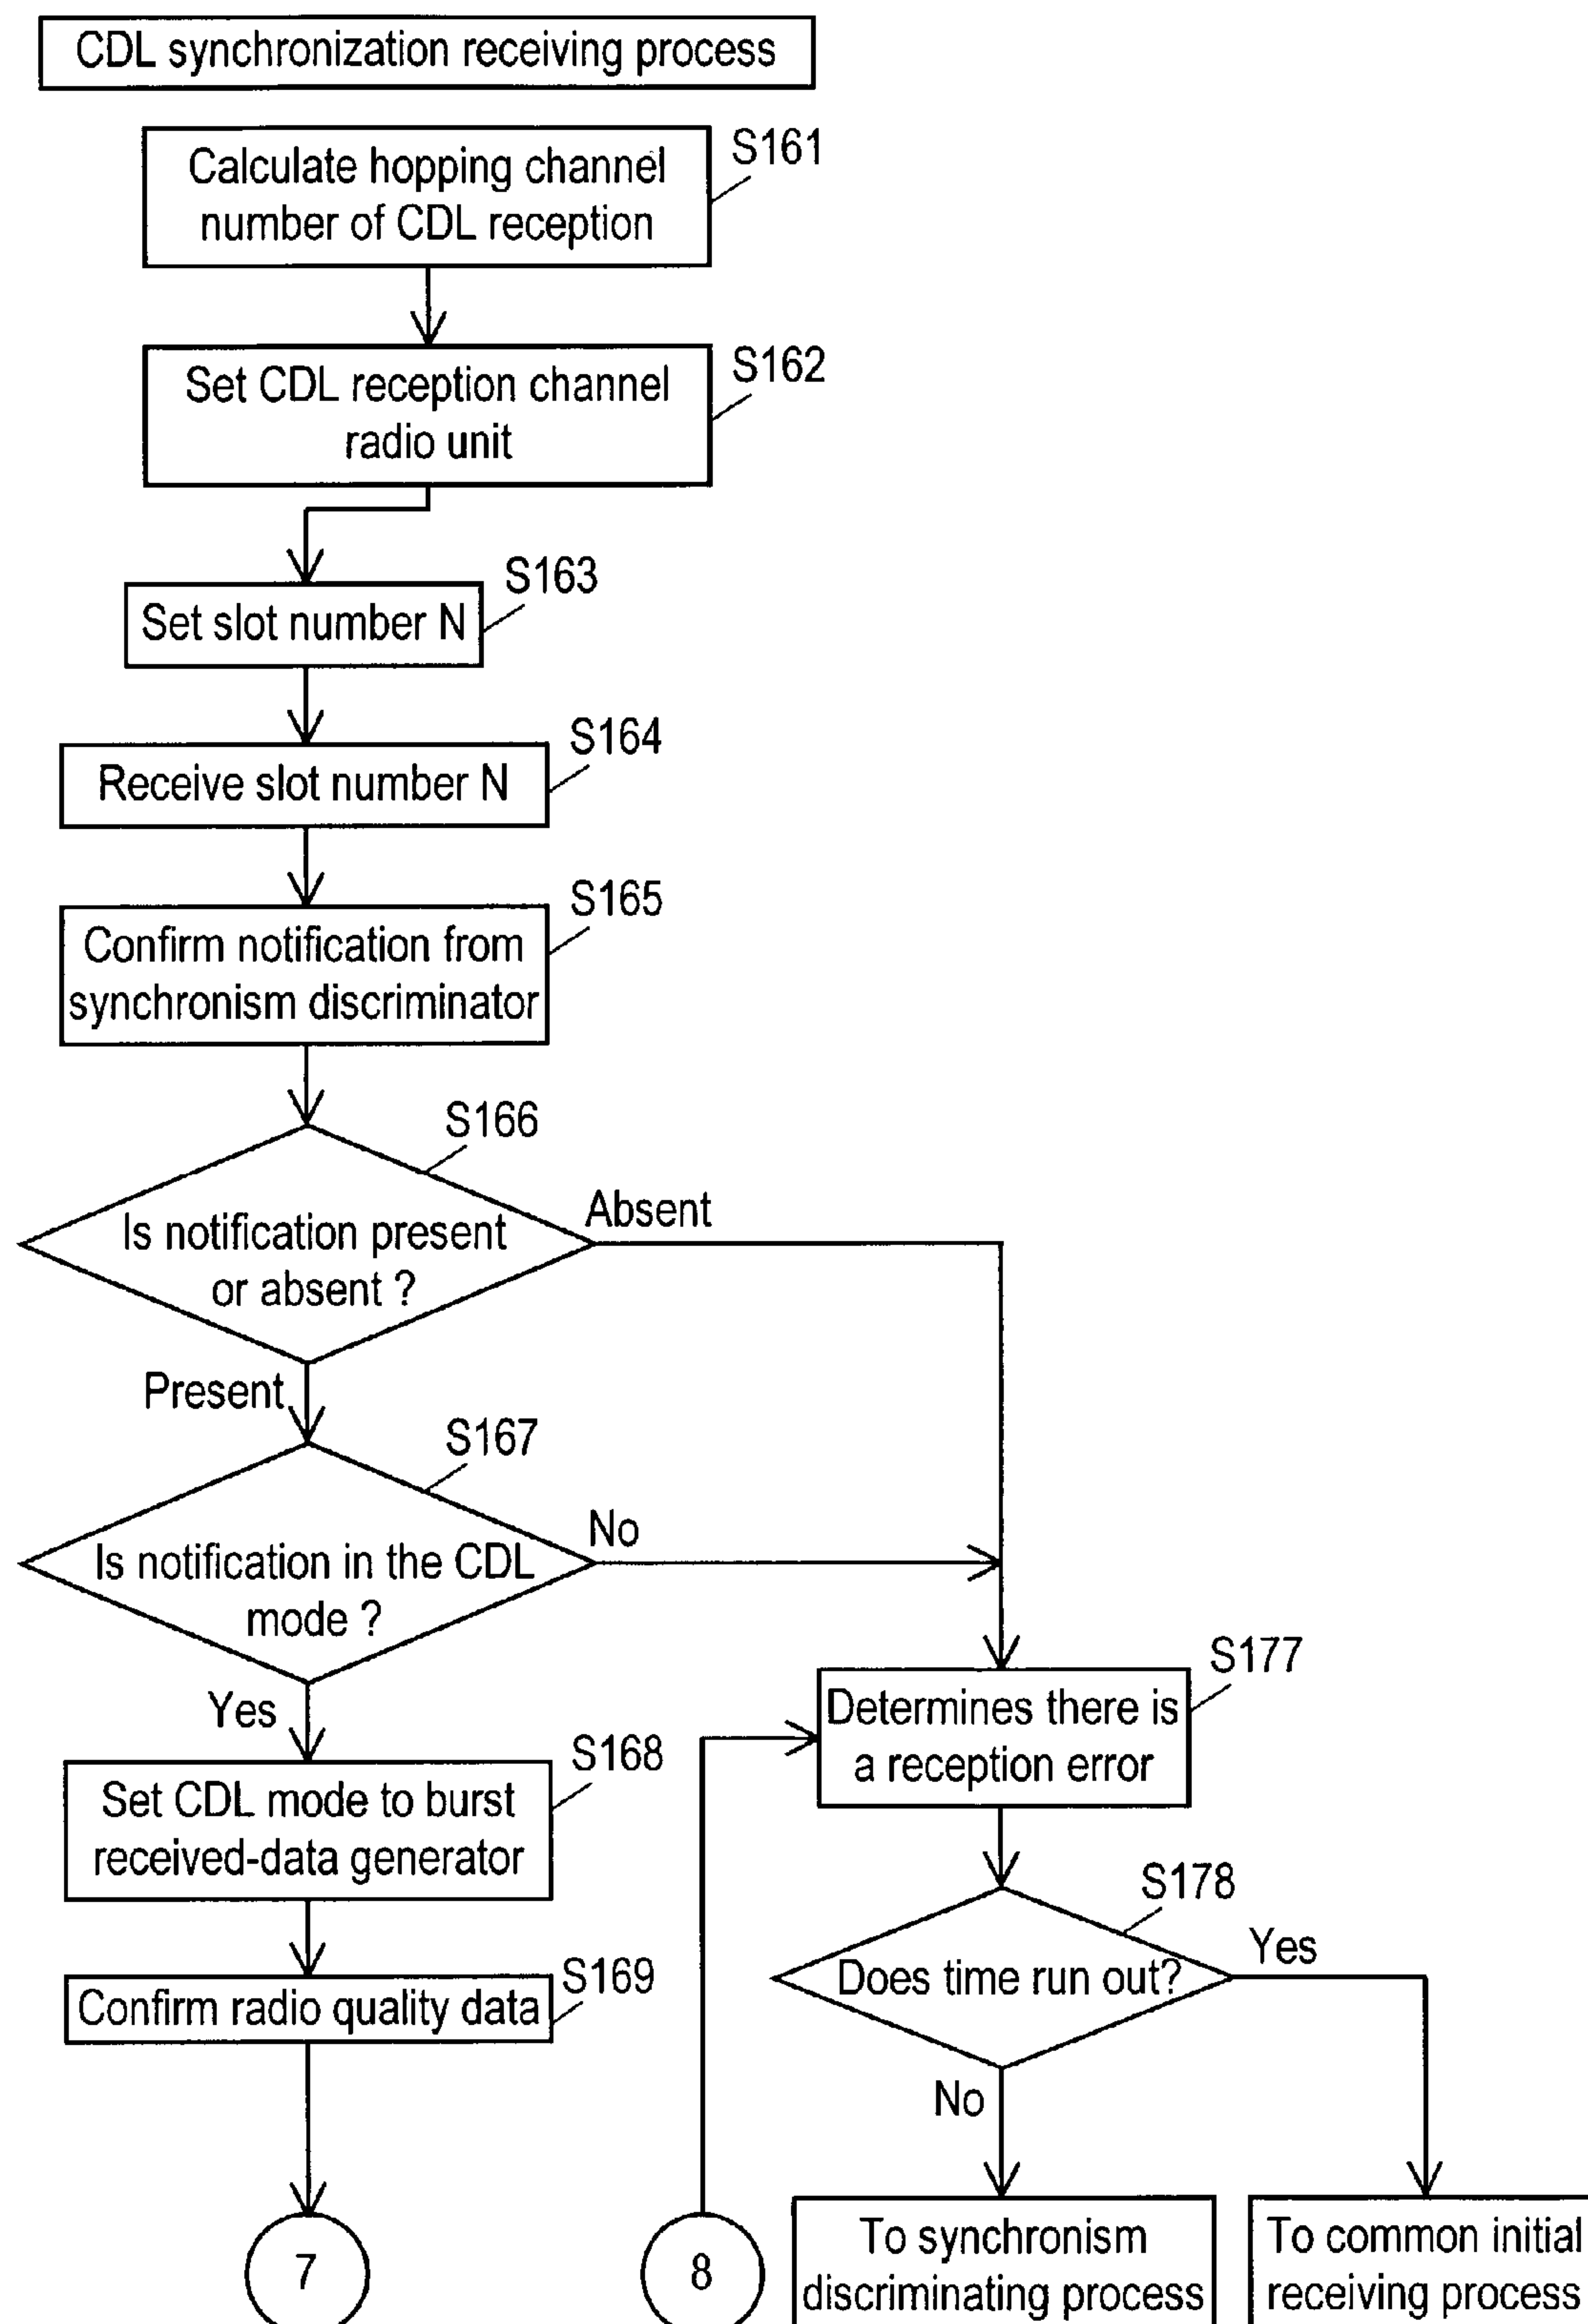 CDL synchronization receiving process
Calculate hopping channel
number of CDL reception
S161
Set CDL reception channel
radio unit
S162
Set slot number N
S163
Receive slot number N
S164
Confirm notification from
synchronism discriminator
S165
Is notification present
or absent ?
S166
Absent
Present
Is notification in the CDL
mode ?
S167
No
Yes
Set CDL mode to burst
received-data generator
S168
Confirm radio quality data
S169
7
8
Determines there is
a reception error
S177
Does time run out?
S178
Yes
No
To synchronism
discriminating process
To common initial
receiving process